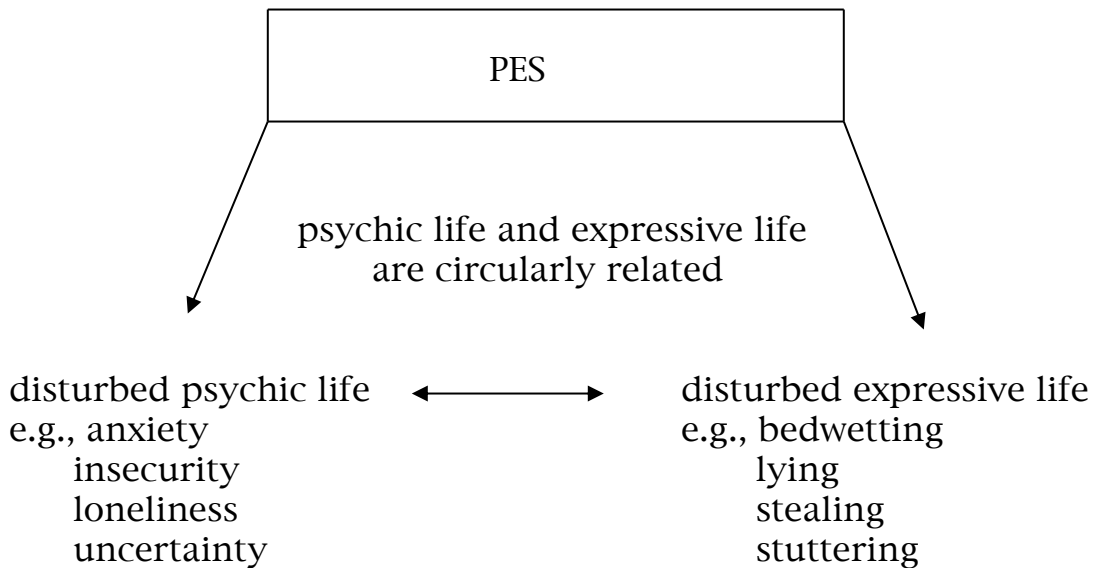 PES
psychic life and expressive life
are circularly related
disturbed psychic life
e.g., anxiety
insecurity
loneliness
uncertainty
disturbed expressive life
e.g., bedwetting
lying
stealing
stuttering